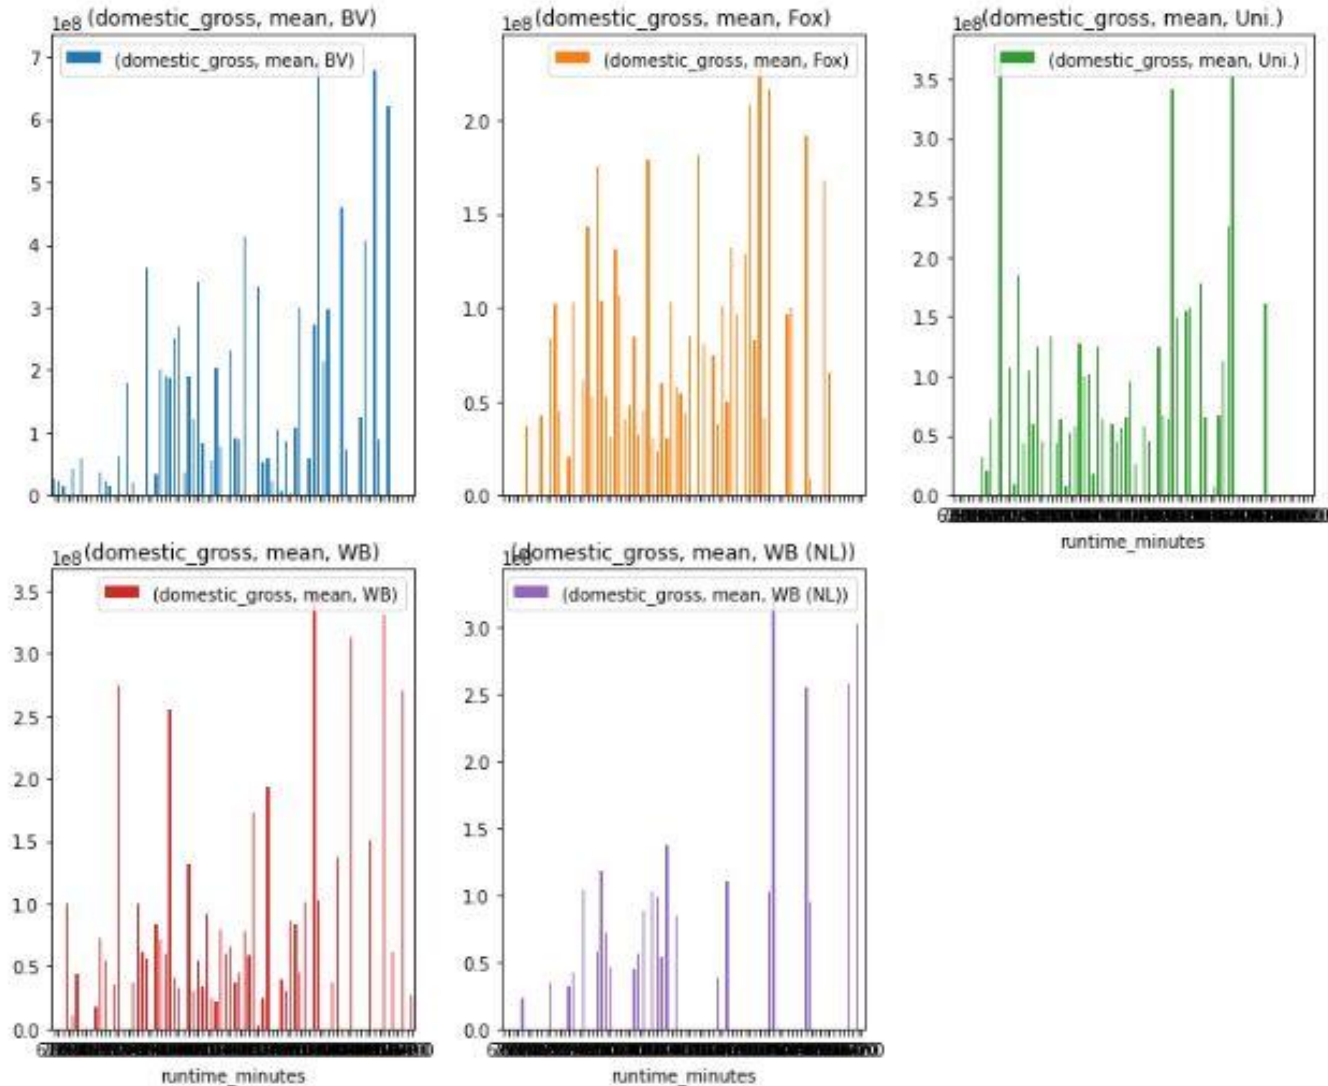 1e8 (domestic_gross, mean, BV)
(domestic_gross, mean, BV)
7
6
5
4
3
2
1
0
1e8 (domestic_gross, mean, Fox)
(domestic_gross, mean, Fox)
2.0
1.5
1.0
0.5
0.0
1e8 (domestic_gross, mean, Uni.)
(domestic_gross, mean, Uni.)
3.5
3.0
2.5
2.0
1.5
1.0
0.5
0.0
runtime_minutes
1e8 (domestic_gross, mean, WB)
(domestic_gross, mean, WB)
3.5
3.0
2.5
2.0
1.5
1.0
0.5
0.0
runtime_minutes
1e8 (domestic_gross, mean, WB (NL))
(domestic_gross, mean, WB (NL))
3.0
2.5
2.0
1.5
1.0
0.5
0.0
runtime_minutes